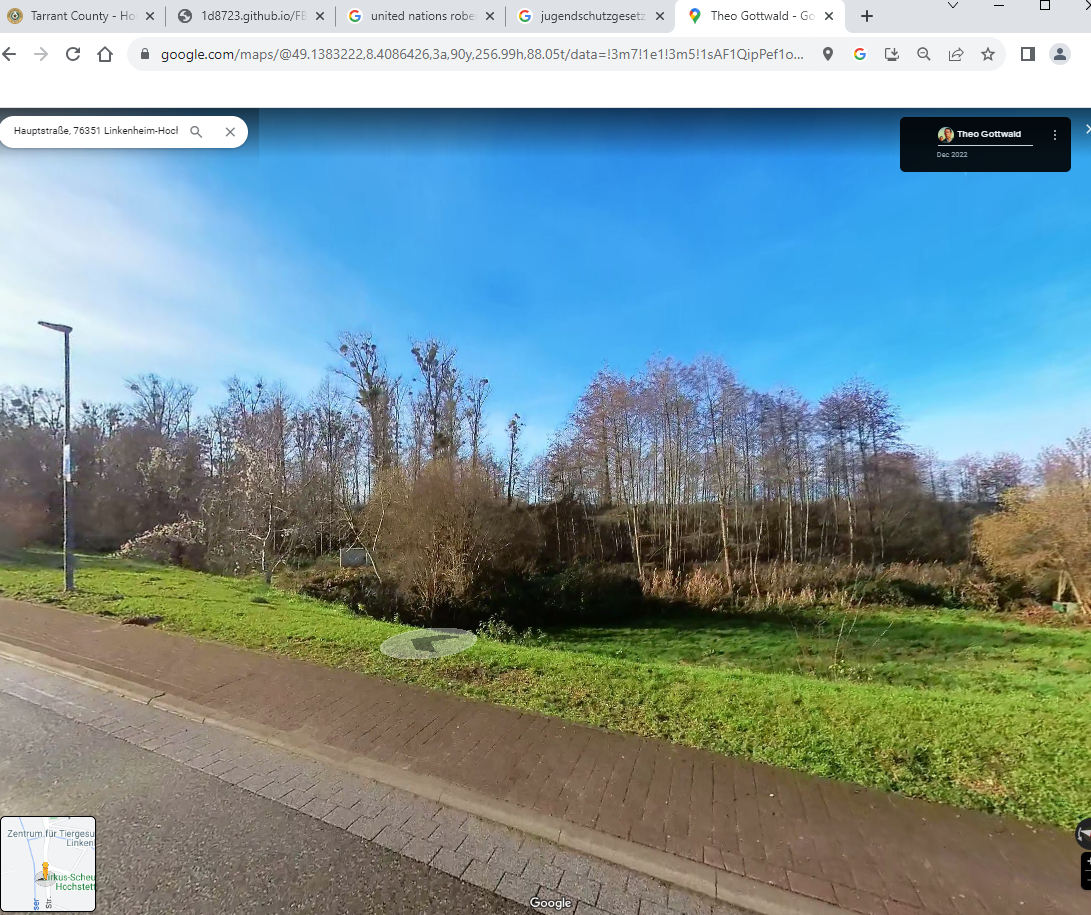 Tarrant County - Ho
1d8723.github.io/FE
united nations robe
jugendschutzgesetz
Theo Gottwald - Go
google.com/maps/@49.1383222,8.4086426,3a,90y,256.99h,88.05t/data=!3m7!1e1!3m5!1sAF1QipPef1o...
Hauptstraße, 76351 Linkenheim-Hoch
Theo Gottwald
Dec 2022
Zentrum für Tiergesu
Linken
irkus-Scheu
Hochstett
Str.
Google